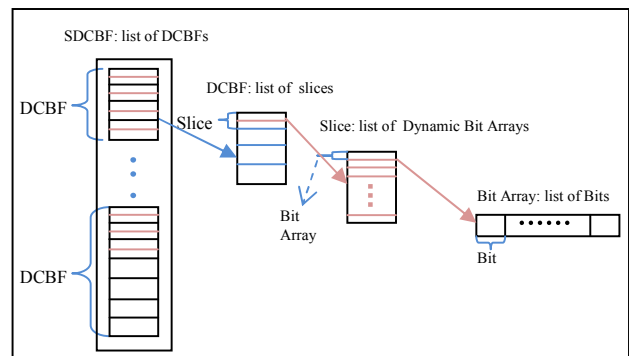 SDCBF: list of DCBFs
DCBF: list of slices
DCBF
Slice
Slice: list of Dynamic Bit Arrays
Bit Array: list of Bits
Bit
Array
Bit
DCBF